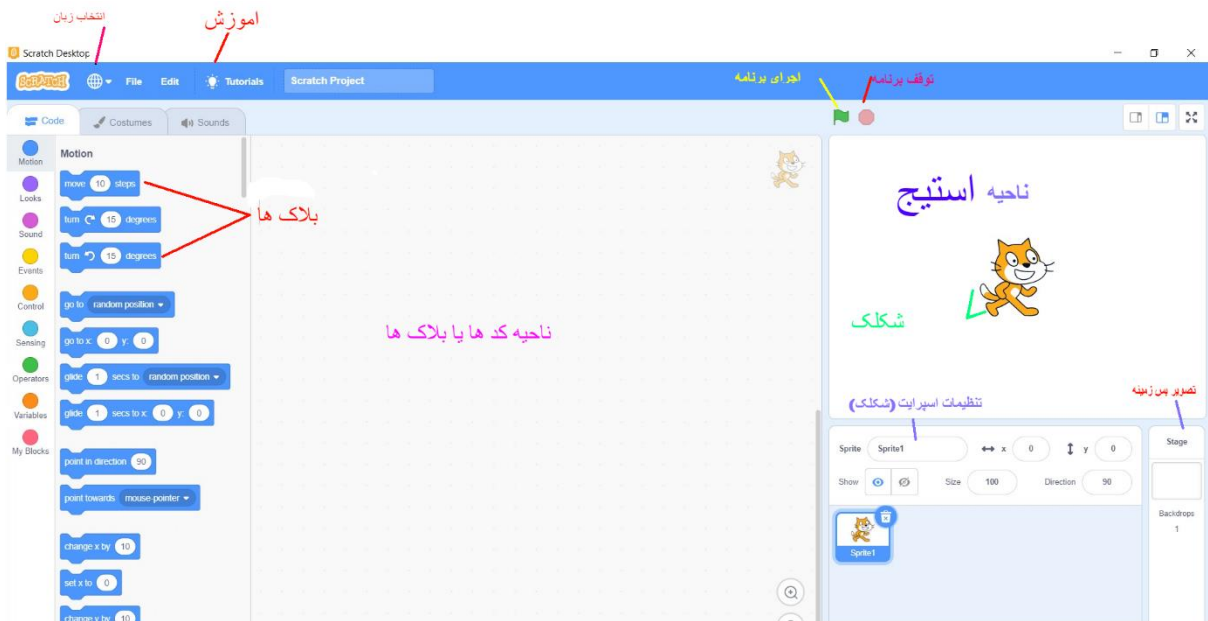 انتخاب زبان
اموزش
Scratch Desktop
SCRATCH File Edit Tutorials Scratch Project
اجرای برنامه
توقف برنامه
Code Costumes Sounds
Motion
Looks
Sound
Events
Control
Sensing
Operators
Variables
My Blocks
Motion
move 10 steps
turn 15 degrees
turn 15 degrees
بلاک ها
go to random position
go to x: 0 y: 0
glide 1 secs to random position
glide 1 secs to x: 0 y: 0
point in direction 90
point towards mouse-pointer
change x by 10
set x to 0
change y by 10
ناحیه کد ها یا بلاک ها
ناحیه استیج
شکلک
تنظیمات اسپرایت (شکلک)
تصویر پس زمینه
Sprite Sprite1 x 0 y 0
Show Size 100 Direction 90
Sprite1
Stage
Backdrops
1